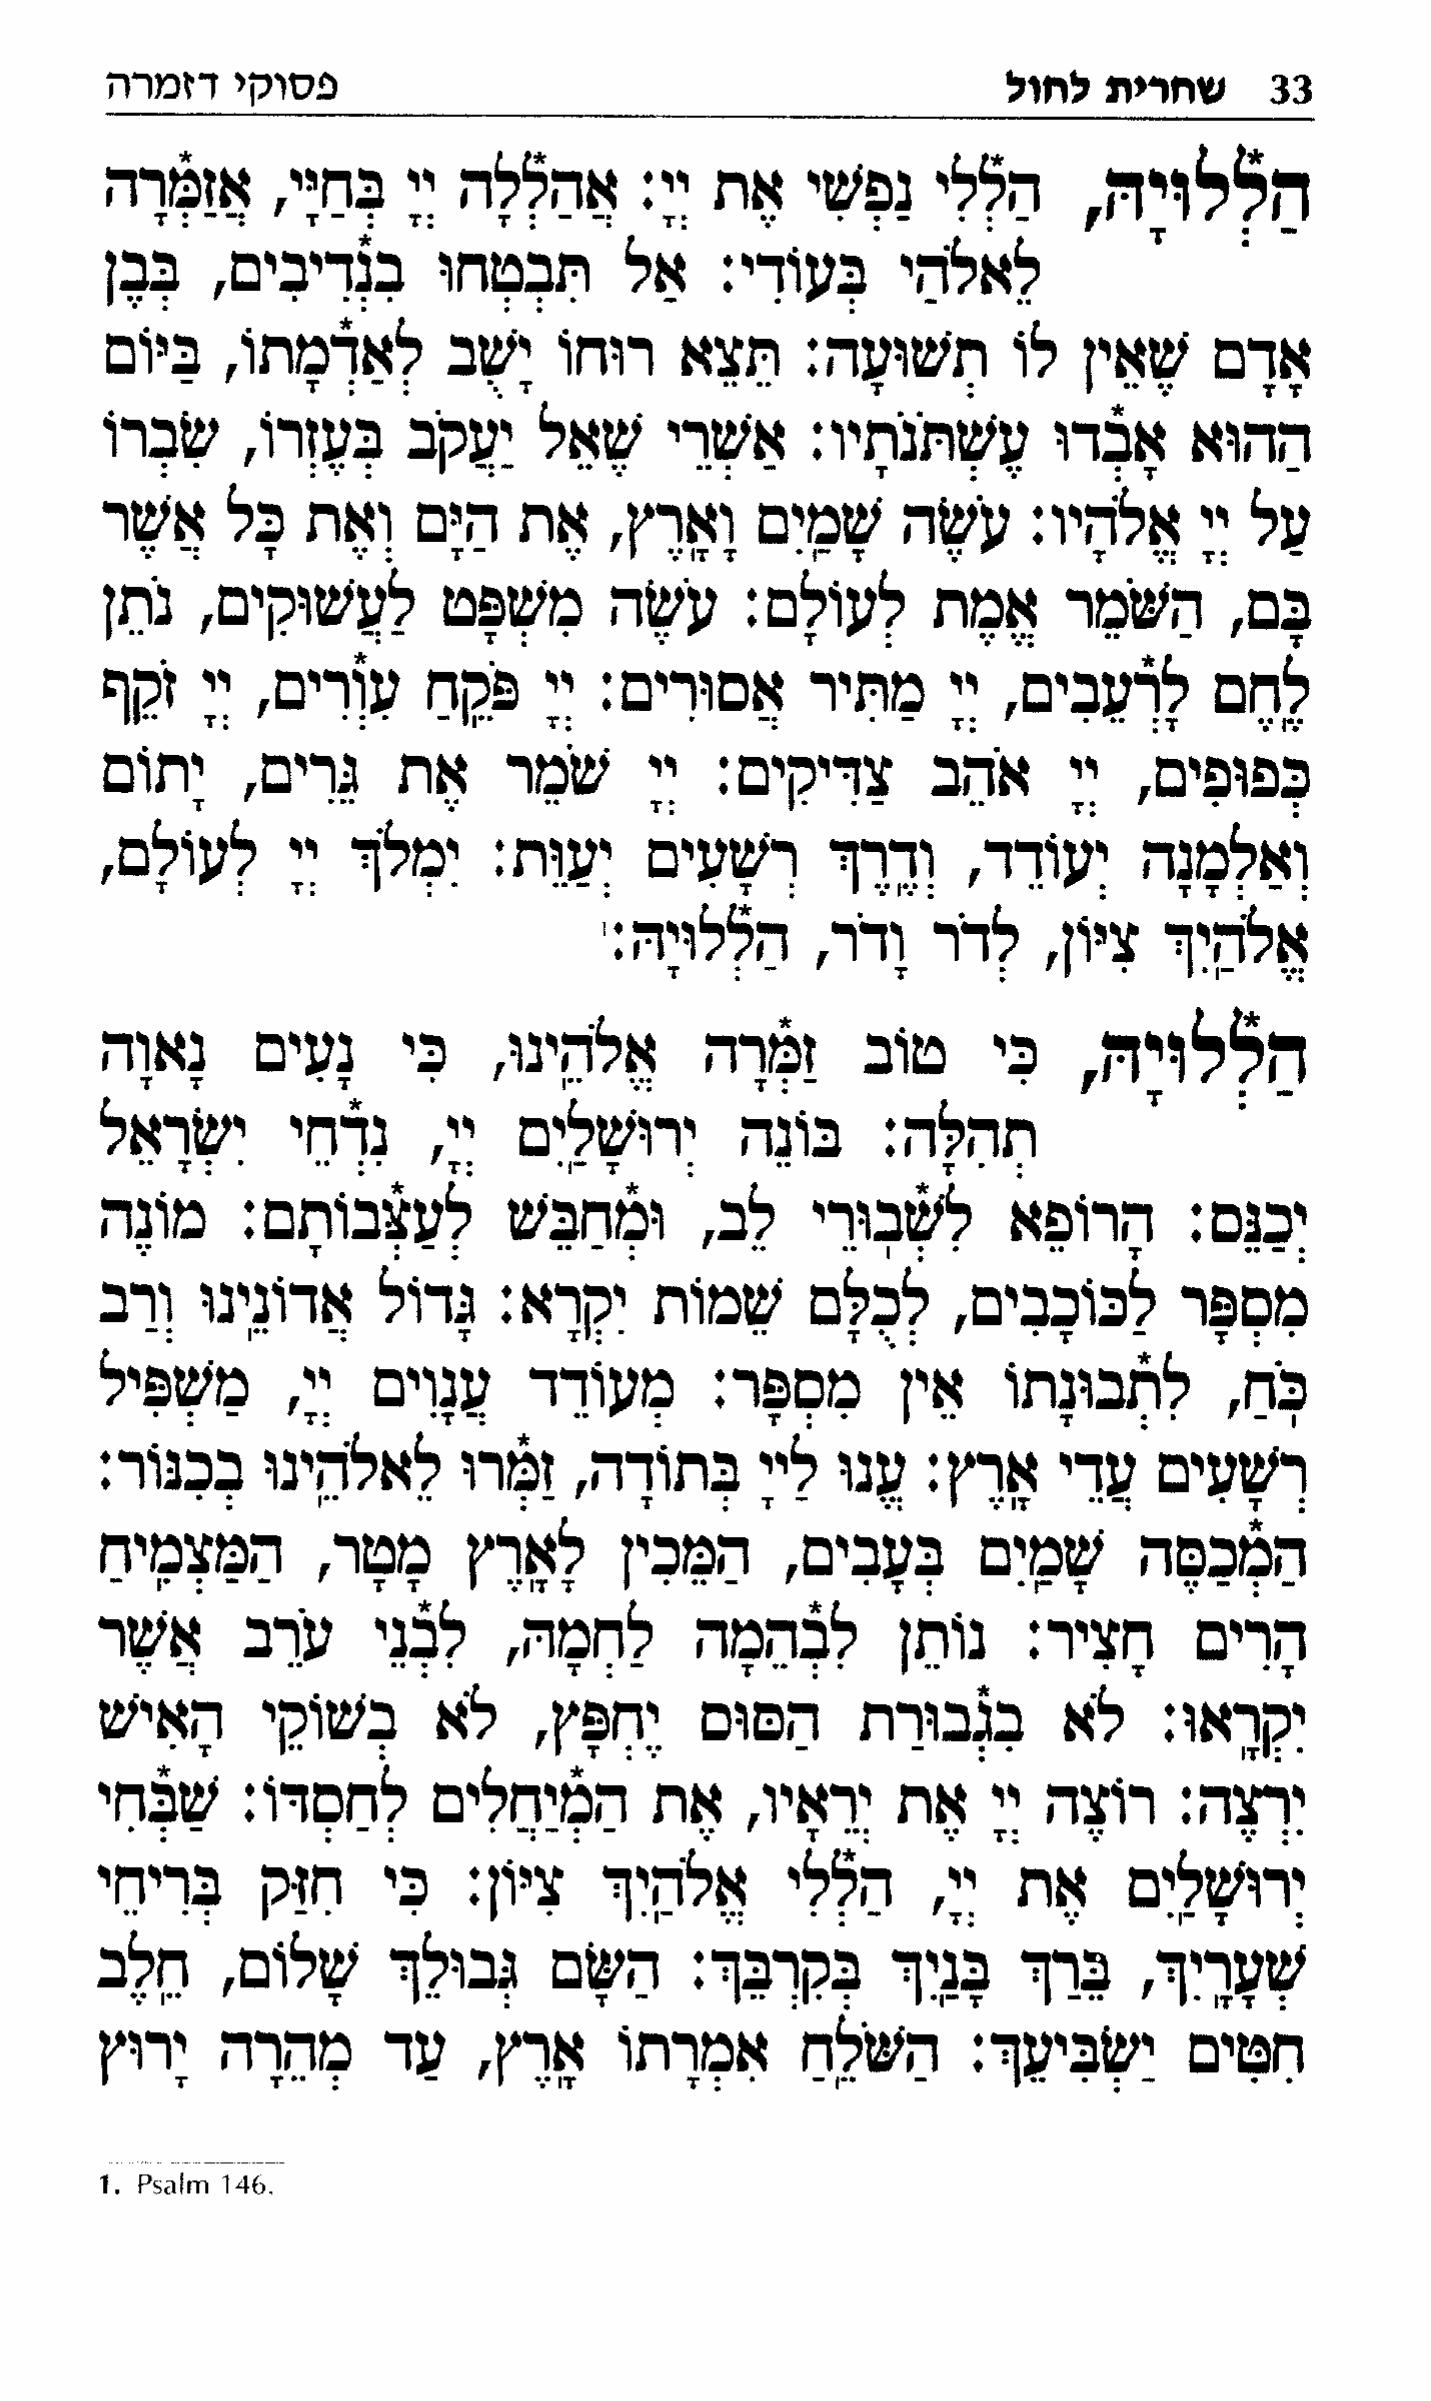 33 שחרית לחול פסוקי דזמרה
הַלְ֯לוּיָהּ, הַלְ֯לִי נַפְשִׁי אֶת יְיָ: אֲהַלְ֯לָה יְיָ בְּחַיָּי, אֲזַמְּ֯רָה
לֵאלֹהַי בְּעוֹדִי: אַל תִּבְטְחוּ בִנְ֯דִיבִים, בְּבֶן
אָדָם שֶׁאֵין לוֹ תְשׁוּעָה: תֵּצֵא רוּחוֹ יָשֻׁב לְאַדְ֯מָתוֹ, בַּיּוֹם
הַהוּא אָבְ֯דוּ עֶשְׁתֹּנֹתָיו: אַשְׁרֵי שֶׁאֵל יַעֲקֹב בְּעֶזְרוֹ, שִׂבְרוֹ
עַל יְיָ אֱלֹהָיו: עֹשֶׂה שָׁמַֽיִם וָאָֽרֶץ, אֶת הַיָּם וְאֶת כָּל אֲשֶׁר
בָּם, הַשֹּׁמֵר אֱמֶת לְעוֹלָם: עֹשֶׂה מִשְׁפָּט לַעֲשׁוּקִים, נֹתֵן
לֶֽחֶם לָרְ֯עֵבִים, יְיָ מַתִּיר אֲסוּרִים: יְיָ פֹּקֵֽחַ עִוְ֯רִים, יְיָ זֹקֵף
כְּפוּפִים, יְיָ אֹהֵב צַדִּיקִים: יְיָ שֹׁמֵר אֶת גֵּרִים, יָתוֹם
וְאַלְמָנָה יְעוֹדֵד, וְדֶֽרֶךְ רְשָׁעִים יְעַוֵּת: יִמְלֹךְ יְיָ לְעוֹלָם,
אֱלֹהַֽיִךְ צִיּוֹן, לְדֹר וָדֹר, הַלְ֯לוּיָהּ:¹
הַלְ֯לוּיָהּ, כִּי טוֹב זַמְּ֯רָה אֱלֹהֵֽינוּ, כִּי נָעִים נָאוָה
תְהִלָּה: בּוֹנֵה יְרוּשָׁלַֽיִם יְיָ, נִדְ֯חֵי יִשְׂרָאֵל
יְכַנֵּס: הָרוֹפֵא לִשְׁ֯בֽוּרֵי לֵב, וּמְ֯חַבֵּשׁ לְעַצְּ֯בוֹתָם: מוֹנֶה
מִסְפָּר לַכּוֹכָבִים, לְכֻלָּם שֵׁמוֹת יִקְרָא: גָּדוֹל אֲדוֹנֵֽינוּ וְרַב
כֹּֽחַ, לִתְ֯בוּנָתוֹ אֵין מִסְפָּר: מְעוֹדֵד עֲנָוִים יְיָ, מַשְׁפִּיל
רְשָׁעִים עֲדֵי אָֽרֶץ: עֱנוּ לַייָ בְּתוֹדָה, זַמְּ֯רוּ לֵאלֹהֵֽינוּ בְכִנּוֹר:
הַמְ֯כַסֶּה שָׁמַֽיִם בְּעָבִים, הַמֵּכִין לָאָֽרֶץ מָטָר, הַמַּצְמִֽיחַ
הָרִים חָצִיר: נוֹתֵן לִבְ֯הֵמָה לַחְמָהּ, לִבְ֯נֵי עֹרֵב אֲשֶׁר
יִקְרָֽאוּ: לֹא בִגְ֯בוּרַת הַסּוּס יֶחְפָּץ, לֹא בְשׁוֹקֵי הָאִישׁ
יִרְצֶה: רוֹצֶה יְיָ אֶת יְרֵאָיו, אֶת הַמְ֯יַחֲלִים לְחַסְדּוֹ: שַׁבְּ֯חִי
יְרוּשָׁלַֽיִם אֶת יְיָ, הַלְ֯לִי אֱלֹהַֽיִךְ צִיּוֹן: כִּי חִזַּק בְּרִיחֵי
שְׁעָרָֽיִךְ, בֵּרַךְ בָּנַֽיִךְ בְּקִרְבֵּךְ: הַשָּׂם גְּבוּלֵךְ שָׁלוֹם, חֵֽלֶב
חִטִּים יַשְׂבִּיעֵךְ: הַשֹּׁלֵֽחַ אִמְרָתוֹ אָֽרֶץ, עַד מְהֵרָה יָרוּץ
1. Psalm 146.